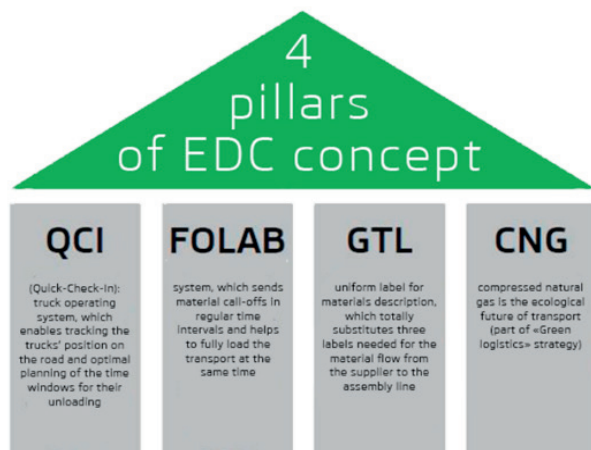 4
pillars
of EDC concept
QCI
(Quick-Check-In):
truck operating
system, which
enables tracking the
trucks' position on
the road and optimal
planning of the time
windows for their
unloading
FOLAB
system, which sends
material call-offs in
regular time
intervals and helps
to fully load the
transport at the
same time
GTL
uniform label for
materials description,
which totally
substitutes three
labels needed for the
material flow from
the supplier to the
assembly line
CNG
compressed natural
gas is the ecological
future of transport
(part of «Green
logistics» strategy)